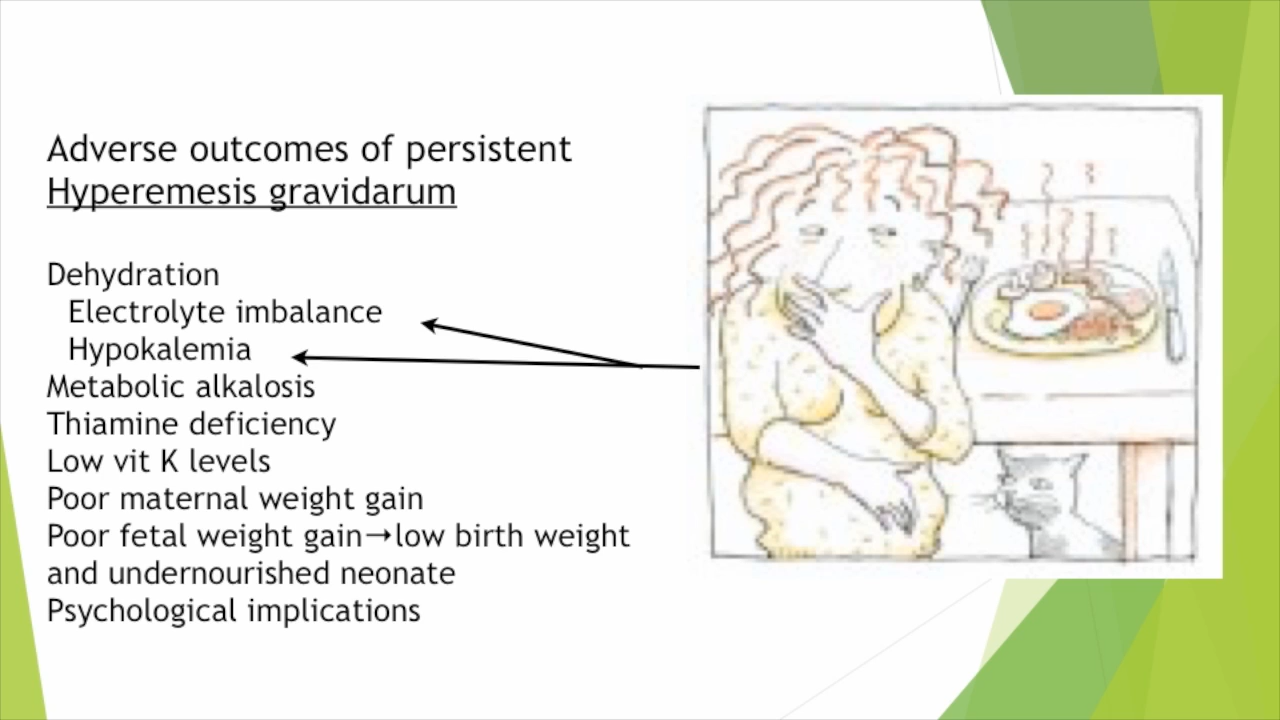 Adverse outcomes of persistent
Hyperemesis gravidarum
Dehydration
Electrolyte imbalance
Hypokalemia
Metabolic alkalosis
Thiamine deficiency
Low vit K levels
Poor maternal weight gain
Poor fetal weight gain→low birth weight
and undernourished neonate
Psychological implications